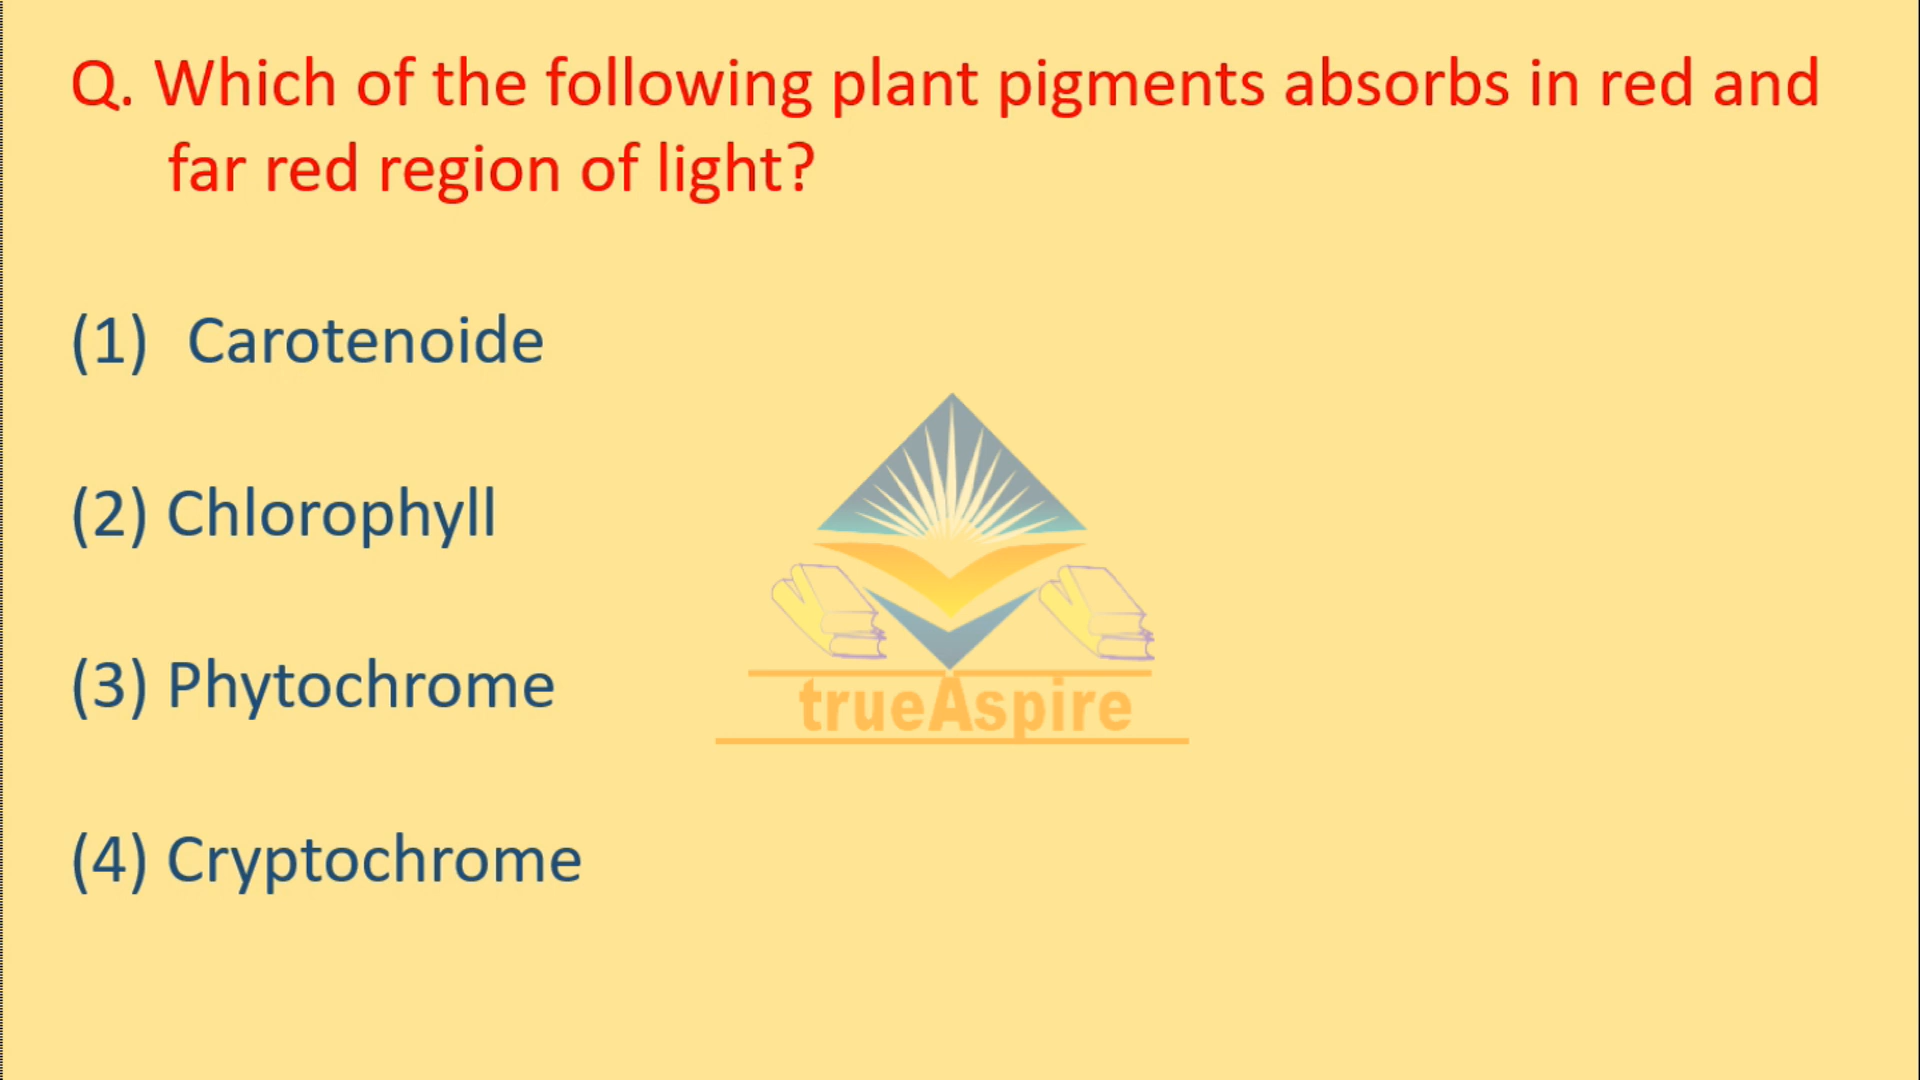 Q. Which of the following plant pigments absorbs in red and
far red region of light?
(1) Carotenoide
(2) Chlorophyll
(3) Phytochrome
(4) Cryptochrome
trueAspire